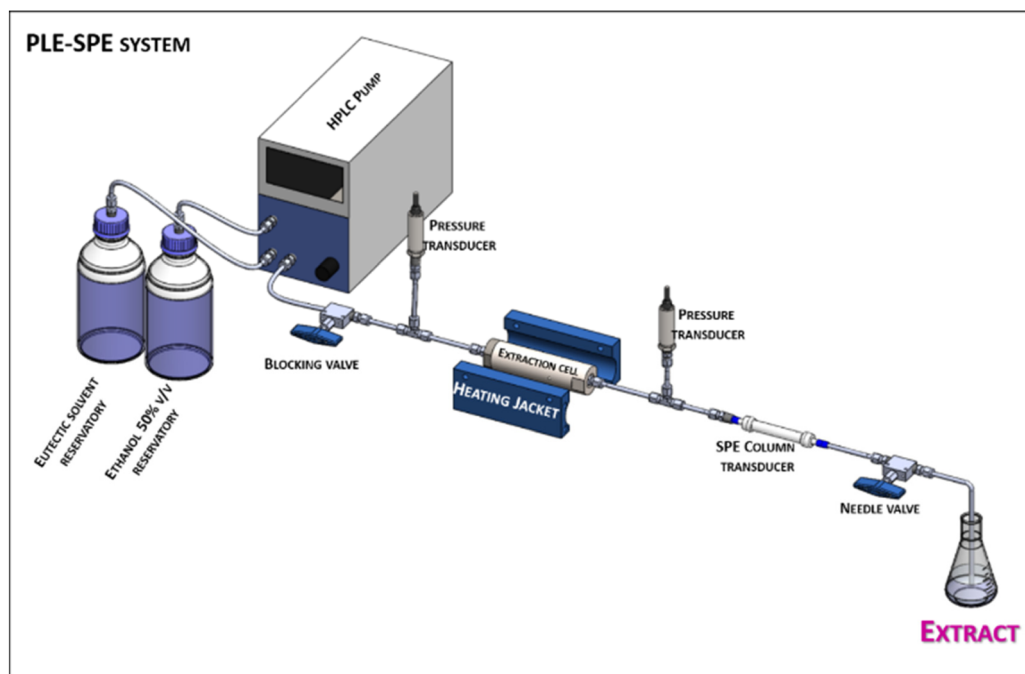 PLE-SPE SYSTEM
HPLC PUMP
PRESSURE
TRANSDUCER
PRESSURE
TRANSDUCER
BLOCKING VALVE
EXTRACTION CELL
HEATING JACKET
SPE COLUMN
TRANSDUCER
NEEDLE VALVE
EUTECTIC SOLVENT
RESERVATORY
ETHANOL 50% V/V
RESERVATORY
EXTRACT